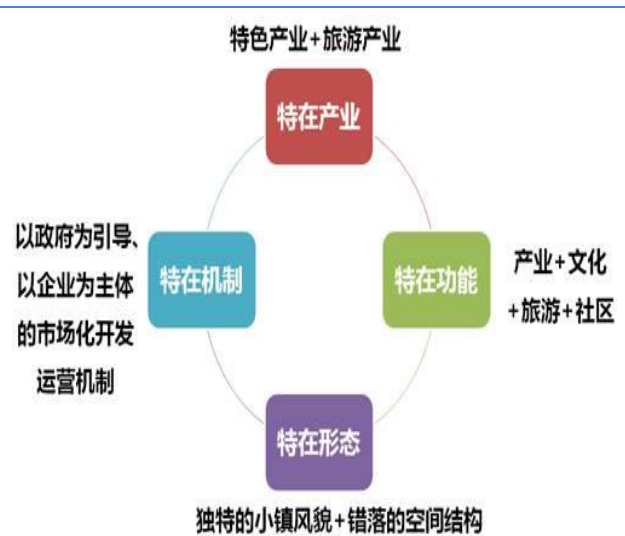 特色产业+旅游产业
特在产业
以政府为引导、
以企业为主体
的市场化开发
运营机制
特在机制
特在功能
产业+文化
+旅游+社区
特在形态
独特的小镇风貌+错落的空间结构